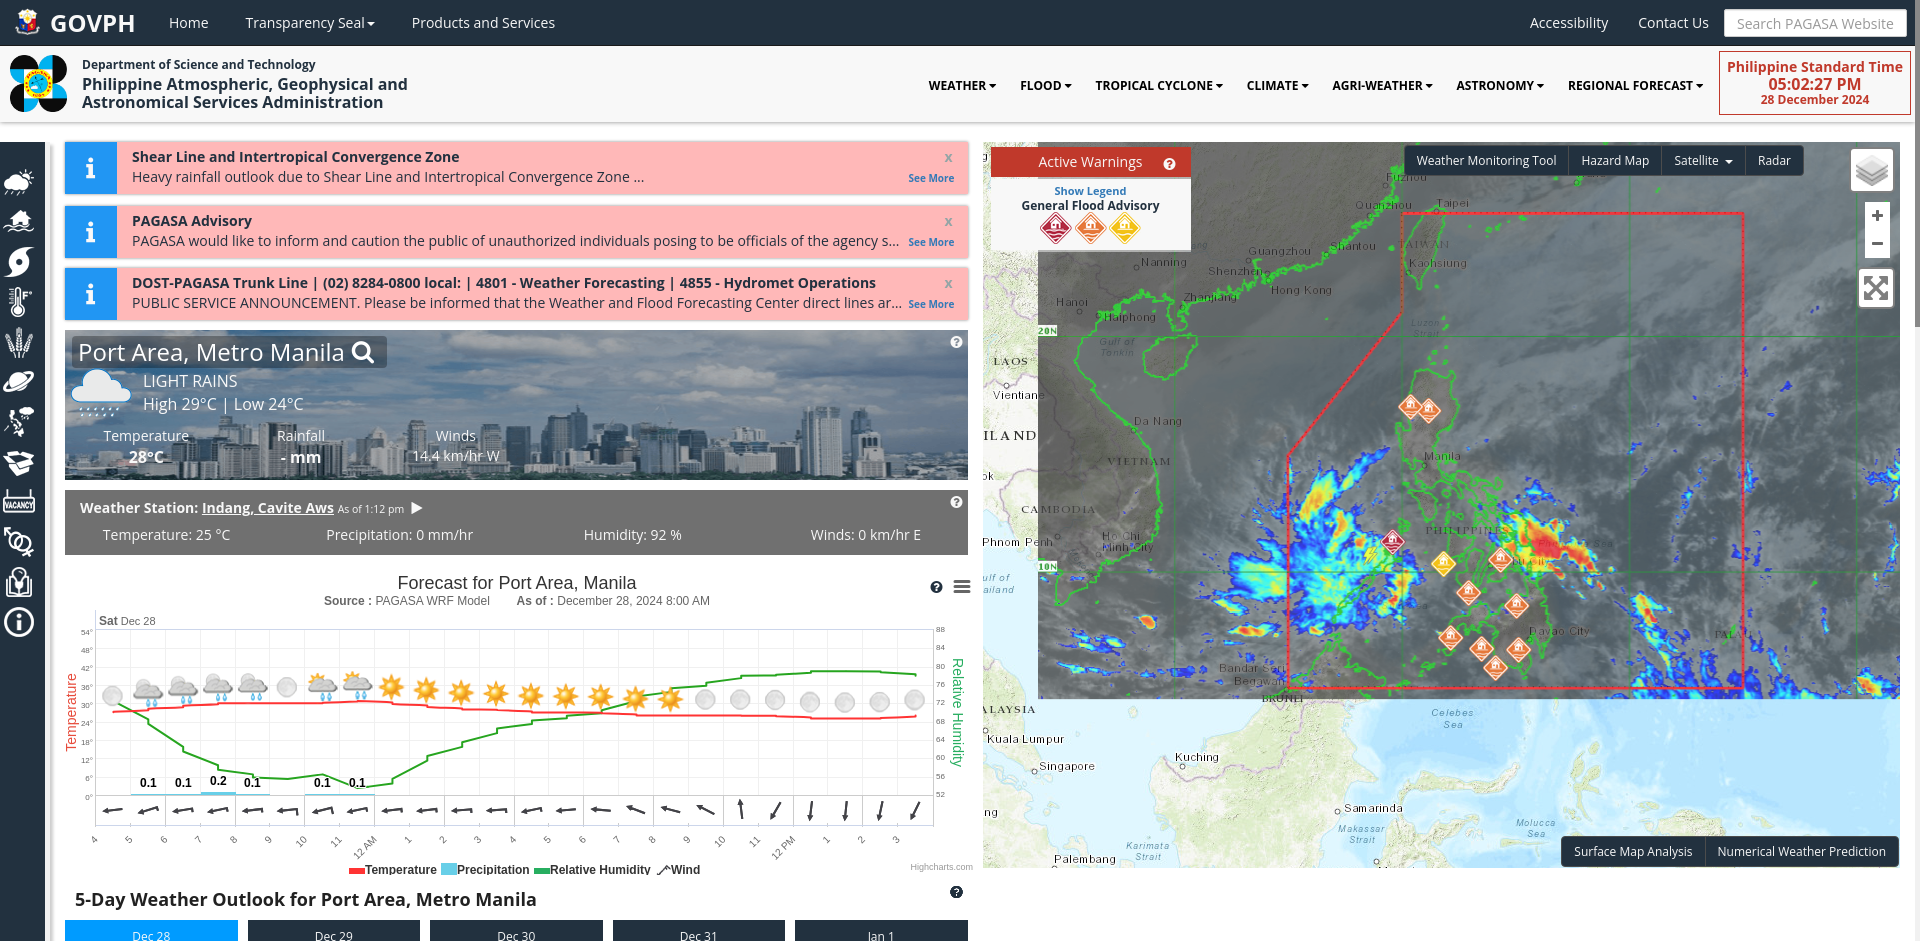 GOVPH
Home
Transparency Seal
Products and Services
Accessibility
Contact Us
Search PAGASA Website
Department of Science and Technology
Philippine Atmospheric, Geophysical and
Astronomical Services Administration
WEATHER
FLOOD
TROPICAL CYCLONE
CLIMATE
AGRI-WEATHER
ASTRONOMY
REGIONAL FORECAST
Philippine Standard Time
05:02:27 PM
28 December 2024
Shear Line and Intertropical Convergence Zone
x
Heavy rainfall outlook due to Shear Line and Intertropical Convergence Zone ...
See More
PAGASA Advisory
x
PAGASA would like to inform and caution the public of unauthorized individuals posing to be officials of the agency s...
See More
DOST-PAGASA Trunk Line | (02) 8284-0800 local: | 4801 - Weather Forecasting | 4855 - Hydromet Operations
x
PUBLIC SERVICE ANNOUNCEMENT. Please be informed that the Weather and Flood Forecasting Center direct lines ar...
See More
Port Area, Metro Manila
LIGHT RAINS
High 29°C | Low 24°C
Temperature
Rainfall
Winds
28°C
- mm
14.4 km/hr W
Weather Station: Indang, Cavite Aws As of 1:12 pm
Temperature: 25 °C
Precipitation: 0 mm/hr
Humidity: 92 %
Winds: 0 km/hr E
VACANCY
Forecast for Port Area, Manila
Source : PAGASA WRF Model
As of : December 28, 2024 8:00 AM
Sat Dec 28
Temperature
54°
48°
42°
36°
30°
24°
18°
12°
6°
0°
0.1
0.1
0.2
0.1
0.1
0.1
Relative Humidity
88
84
80
76
72
68
64
60
56
52
4
5
6
7
8
9
10
11
12 AM
1
2
3
4
5
6
7
8
9
10
11
12 PM
1
2
3
Temperature
Precipitation
Relative Humidity
Wind
Highcharts.com
5-Day Weather Outlook for Port Area, Metro Manila
Dec 28
Dec 29
Dec 30
Dec 31
Jan 1
Active Warnings
Show Legend
General Flood Advisory
Weather Monitoring Tool
Hazard Map
Satellite
Radar
+
−
Fuzhou
Quanzhou
Taipei
TAIWAN
Kaohsiung
Shantou
Guangzhou
Shenzhen
Hong Kong
Nanning
Zhanjiang
Hanoi
Haiphong
Gulf of
Tonkin
Luzon
Strait
20N
LAOS
Vientiane
ILAND
Da Nang
VIETNAM
Manila
CAMBODIA
PHILIPPINES
Phnom Penh
Ho Chi
Minh City
10N
ulf of
ailand
Davao City
PALAU
Bandar Seri
Begawan
BRUNEI
ALAYSIA
Celebes
Sea
Kuala Lumpur
Singapore
Kuching
ng
Samarinda
Makassar
Strait
Molucca
Sea
Karimata
Strait
Palembang
Surface Map Analysis
Numerical Weather Prediction